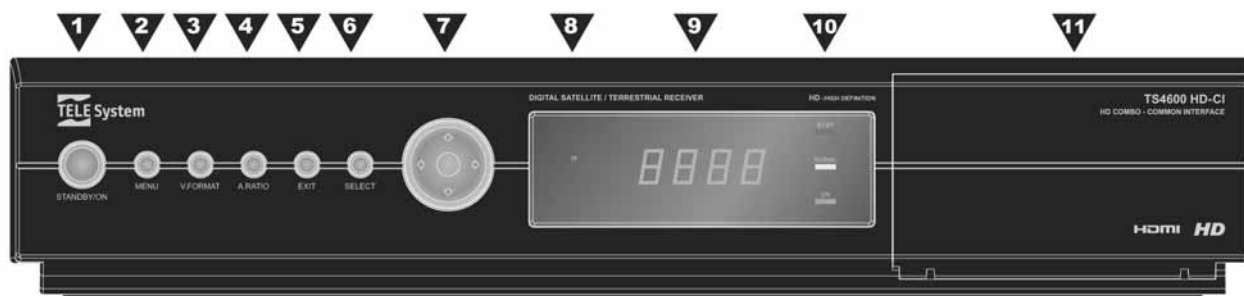 1 2 3 4 5 6 7 8 9 10 11
TELE System
DIGITAL SATELLITE / TERRESTRIAL RECEIVER
HD - HIGH DEFINITION
TS4600 HD-CI
HD COMBO - COMMON INTERFACE
8888
STANDBY/ON
MENU
V.FORMAT
A.RATIO
EXIT
SELECT
HDMI HD